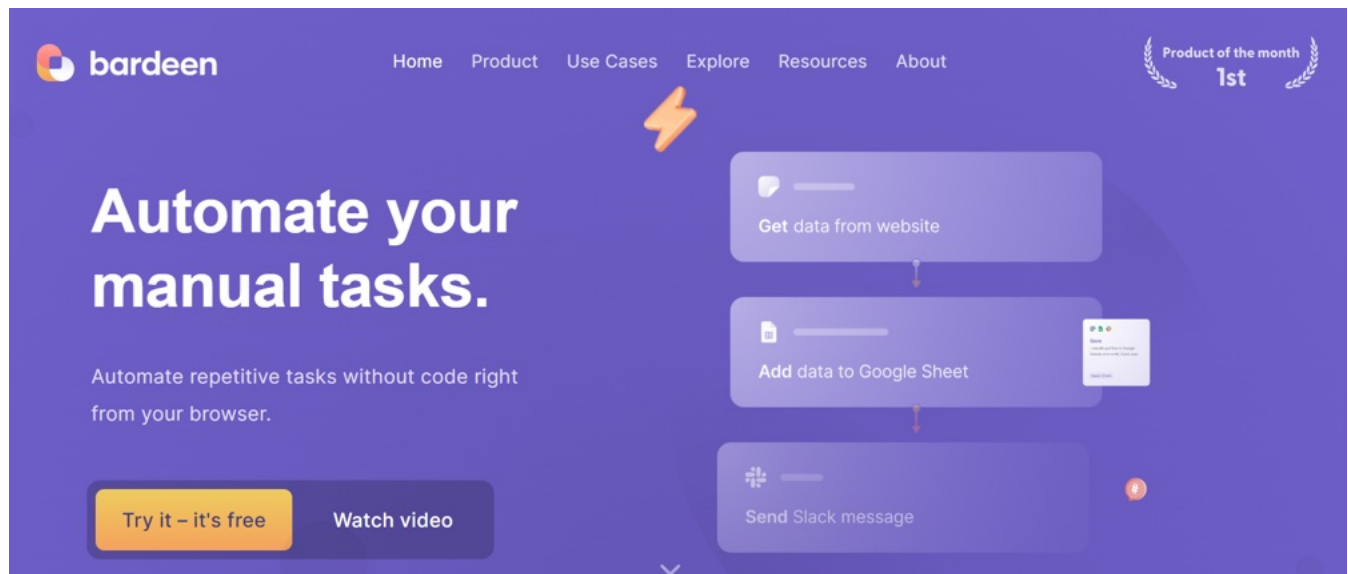 bardeen
Home Product Use Cases Explore Resources About
Product of the month
1st
Automate your
manual tasks.
Automate repetitive tasks without code right
from your browser.
Try it – it's free
Watch video
Get data from website
Add data to Google Sheet
Save
Send Slack message